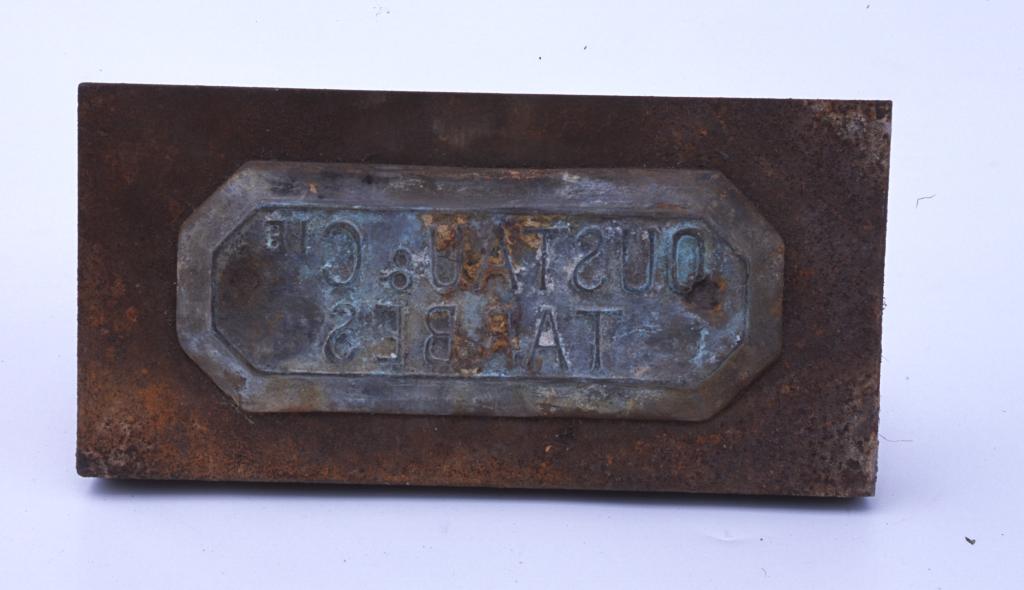 OUSTAU & CIE
TARBES